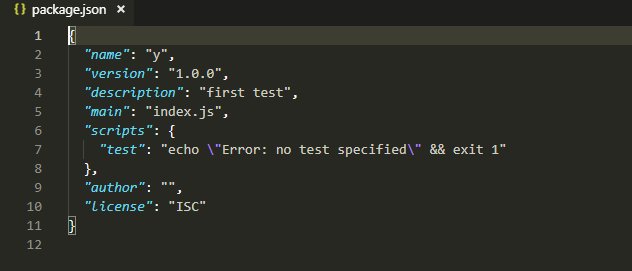 {} package.json ×
1 {
2   "name": "y",
3   "version": "1.0.0",
4   "description": "first test",
5   "main": "index.js",
6   "scripts": {
7     "test": "echo \"Error: no test specified\" && exit 1"
8   },
9   "author": "",
10   "license": "ISC"
11 }
12